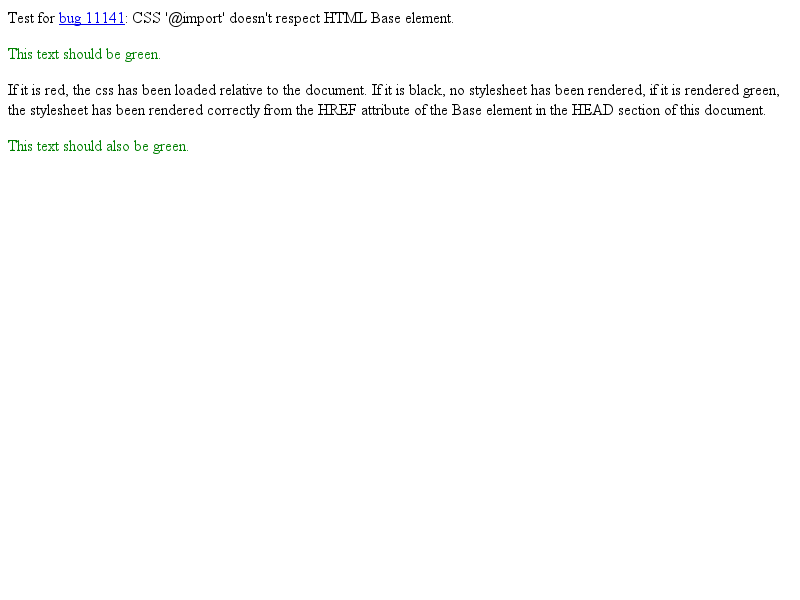 Test for bug 11141: CSS '@import' doesn't respect HTML Base element.
This text should be green.
If it is red, the css has been loaded relative to the document. If it is black, no stylesheet has been rendered, if it is rendered green,
the stylesheet has been rendered correctly from the HREF attribute of the Base element in the HEAD section of this document.
This text should also be green.